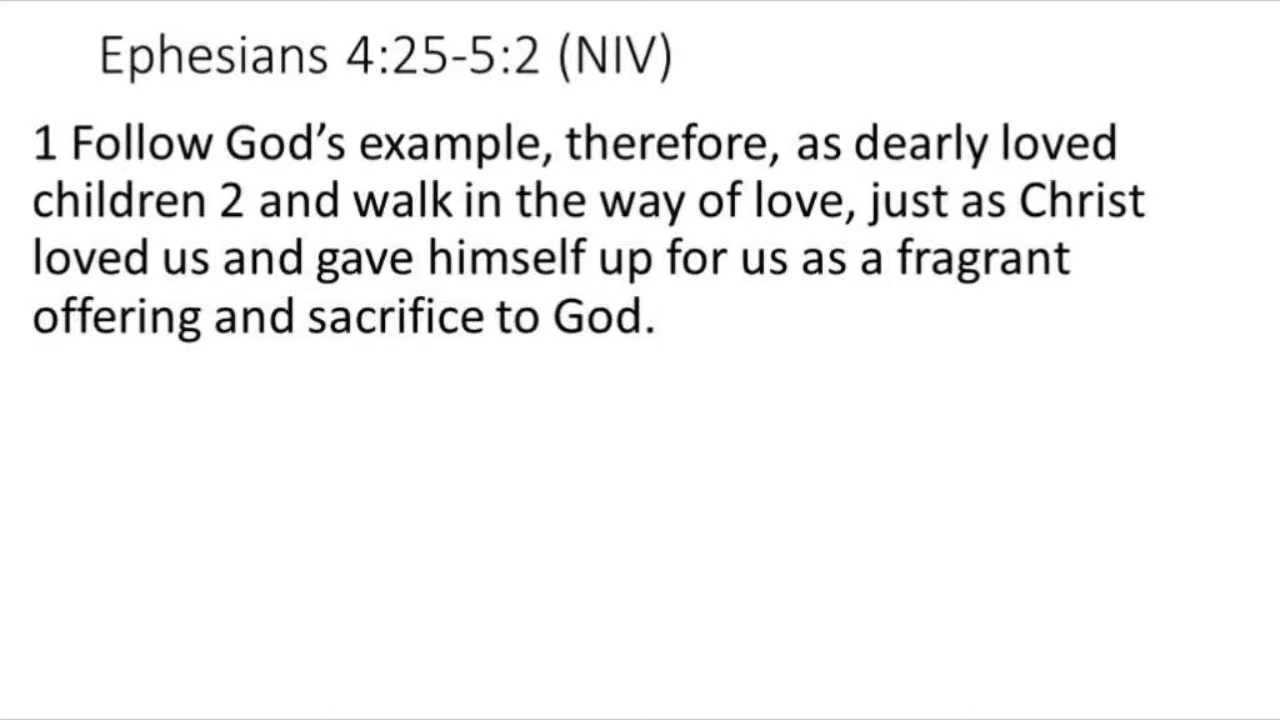 Ephesians 4:25-5:2 (NIV)
1 Follow God’s example, therefore, as dearly loved
children 2 and walk in the way of love, just as Christ
loved us and gave himself up for us as a fragrant
offering and sacrifice to God.